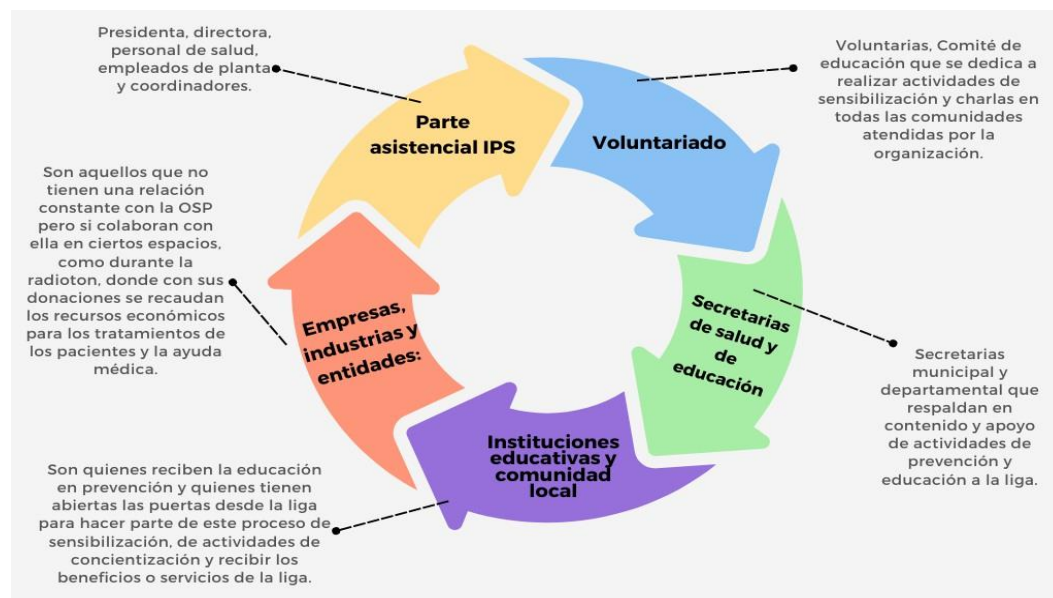 Presidenta, directora,
personal de salud,
empleados de planta
y coordinadores.
Parte
asistencial IPS
Voluntariado
Voluntarias, Comité de
educación que se dedica a
realizar actividades de
sensibilización y charlas en
todas las comunidades
atendidas por la
organización.
Son aquellos que no
tienen una relación
constante con la OSP
pero si colaboran con
ella en ciertos espacios,
como durante la
radioton, donde con sus
donaciones se recaudan
los recursos económicos
para los tratamientos de
los pacientes y la ayuda
médica.
Empresas,
industrias y
entidades:
Secretarias
de salud y
de
educación
Secretarias
municipal y
departamental que
respaldan en
contenido y apoyo
de actividades de
prevención y
educación a la liga.
Instituciones
educativas y
comunidad
local
Son quienes reciben la educación
en prevención y quienes tienen
abiertas las puertas desde la liga
para hacer parte de este proceso de
sensibilización, de actividades de
concientización y recibir los
beneficios o servicios de la liga.